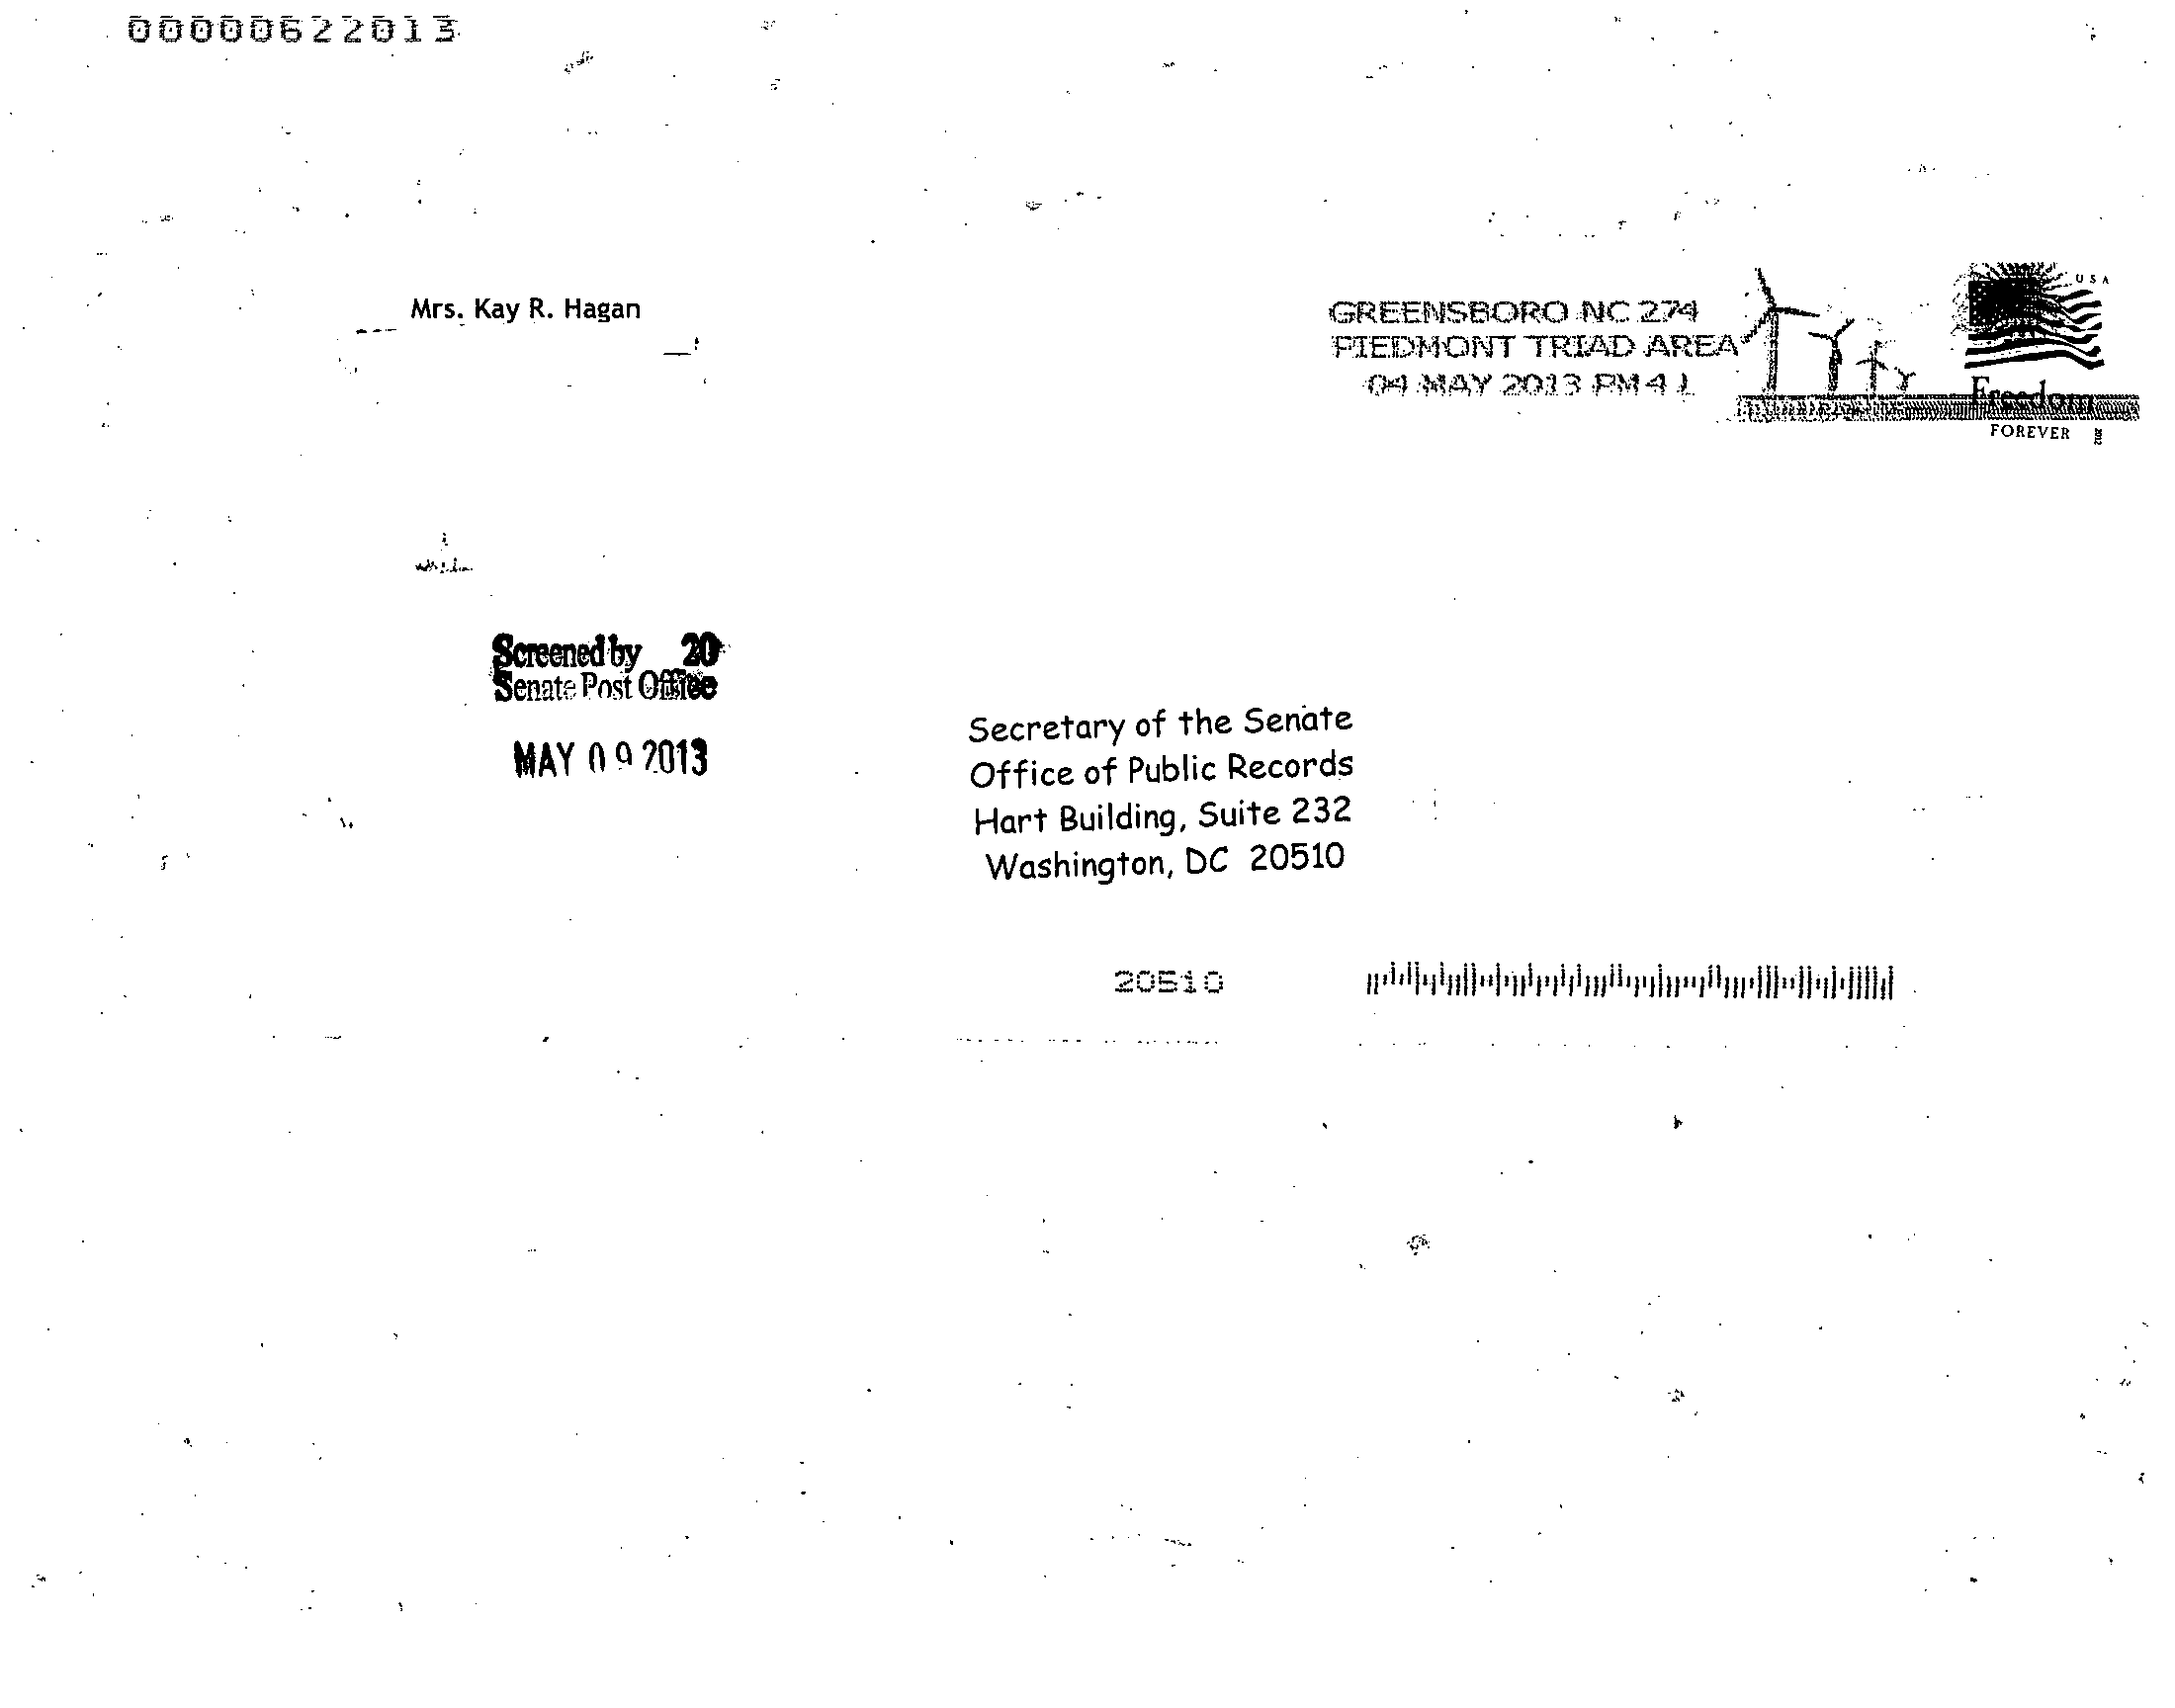 00000622013
Mrs. Kay R. Hagan
GREENSBORO NC 274
PIEDMONT TRIAD AREA
04 MAY 2013 PM 4 L
USA
Freedom
FOREVER 2012
Screened by 20
Senate Post Office
MAY 09 2013
Secretary of the Senate
Office of Public Records
Hart Building, Suite 232
Washington, DC 20510
20510